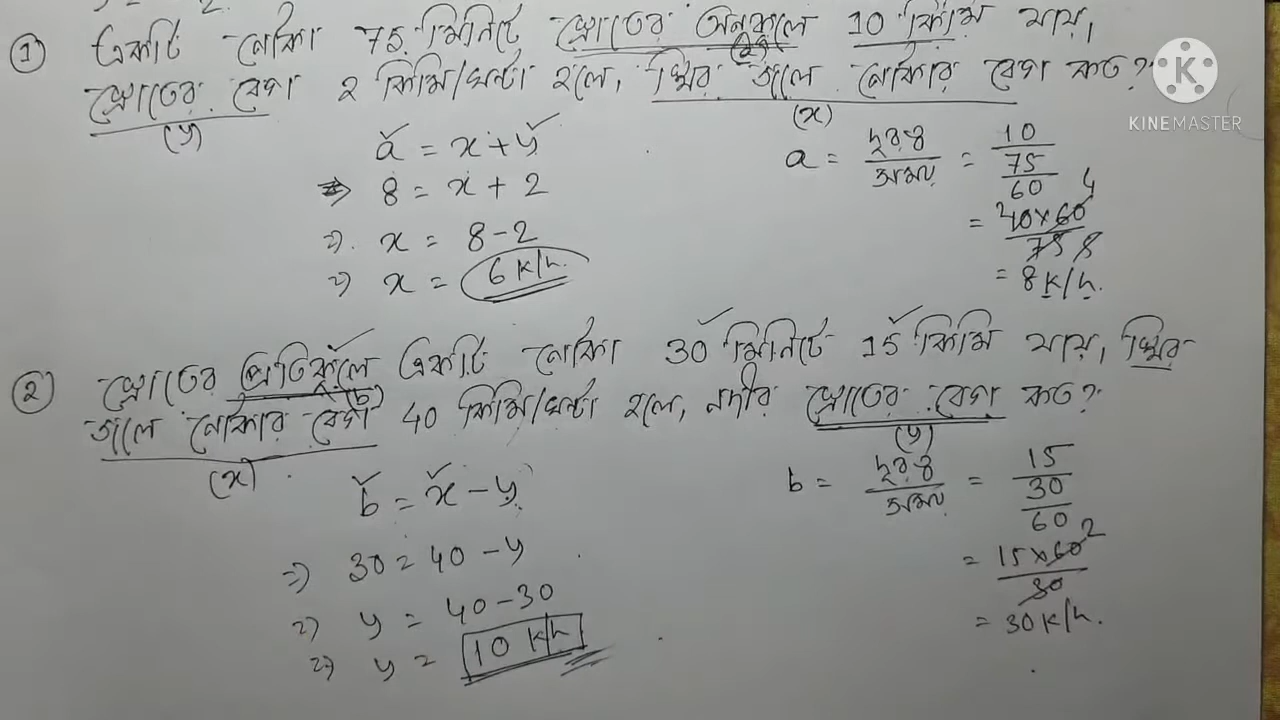 ① একটি নৌকা 75 মিনিটে স্রোতের অনুকূলে 10 কিমি যায়,
স্রোতের বেগ 2 কিমি/ঘন্টা হলে, স্থির জলে নৌকার বেগ কত?
(y) (x)
KINEMASTER
a = x + y
⇒ 8 = x + 2
⇒ x = 8 - 2
⇒ x = 6 k/h.
a = দূরত্ব/সময় = 10/75/60
= 10 × 60/75
= 8 k/h.
② স্রোতের প্রতিকূলে একটি নৌকা 30 মিনিটে 15 কিমি যায়, স্থির
জলে নৌকার বেগ 40 কিমি/ঘন্টা হলে, নদীর স্রোতের বেগ কত?
(x) (y)
b = x - y
⇒ 30 = 40 - y
⇒ y = 40 - 30
⇒ y = 10 k/h
b = দূরত্ব/সময় = 15/30/60
= 15 × 60/30
= 30 k/h.